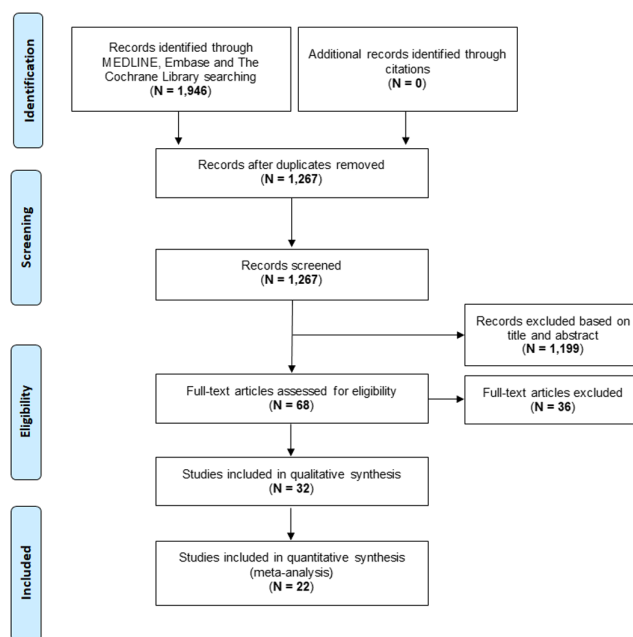 Identification
Records identified through
MEDLINE, Embase and The
Cochrane Library searching
(N = 1,946)
Additional records identified through
citations
(N = 0)
Records after duplicates removed
(N = 1,267)
Screening
Records screened
(N = 1,267)
Records excluded based on
title and abstract
(N = 1,199)
Eligibility
Full-text articles assessed for eligibility
(N = 68)
Full-text articles excluded
(N = 36)
Studies included in qualitative synthesis
(N = 32)
Included
Studies included in quantitative synthesis
(meta-analysis)
(N = 22)